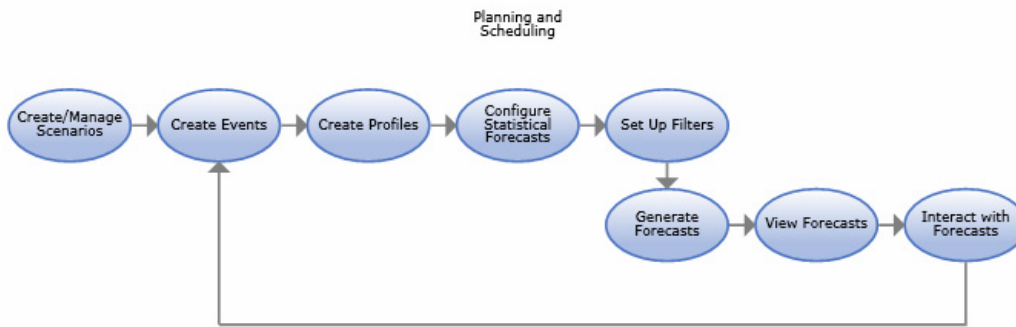 Planning and
Scheduling
Create/Manage
Scenarios
Create Events
Create Profiles
Configure
Statistical
Forecasts
Set Up Filters
Generate
Forecasts
View Forecasts
Interact with
Forecasts